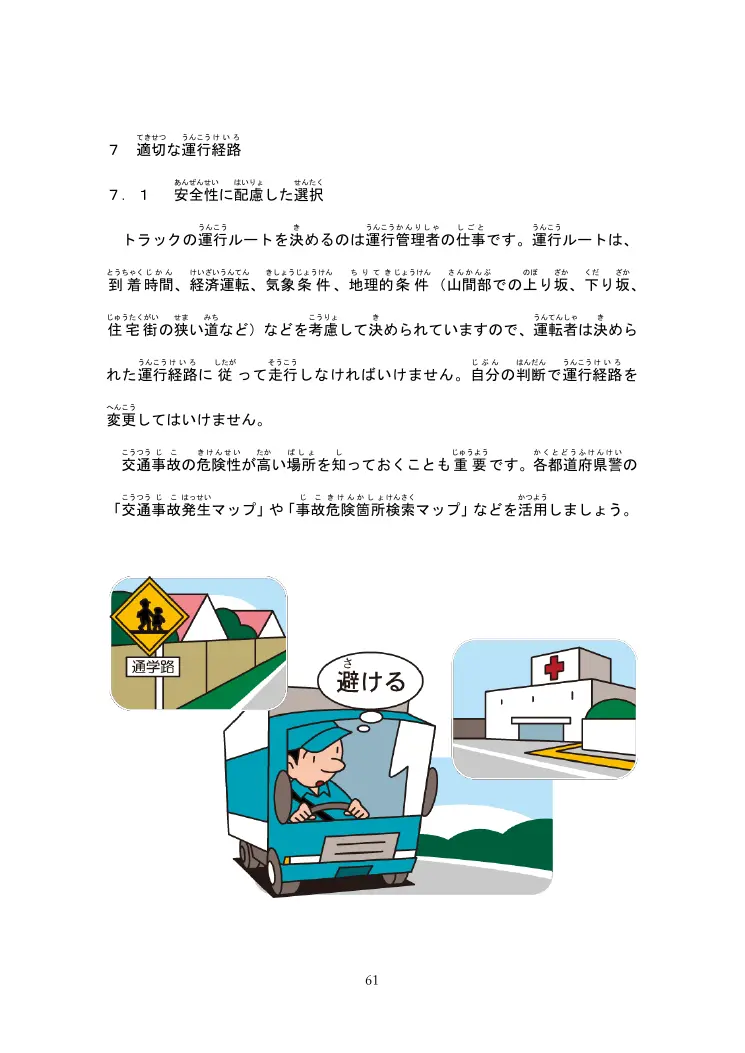 ７　適切な運行経路
７．１　安全性に配慮した選択
トラックの運行ルートを決めるのは運行管理者の仕事です。運行ルートは、
到着時間、経済運転、気象条件、地理的条件（山間部での上り坂、下り坂、
住宅街の狭い道など）などを考慮して決められていますので、運転者は決めら
れた運行経路に従って走行しなければいけません。自分の判断で運行経路を
変更してはいけません。
交通事故の危険性が高い場所を知っておくことも重要です。各都道府県警の
「交通事故発生マップ」や「事故危険箇所検索マップ」などを活用しましょう。
通学路
避ける
61